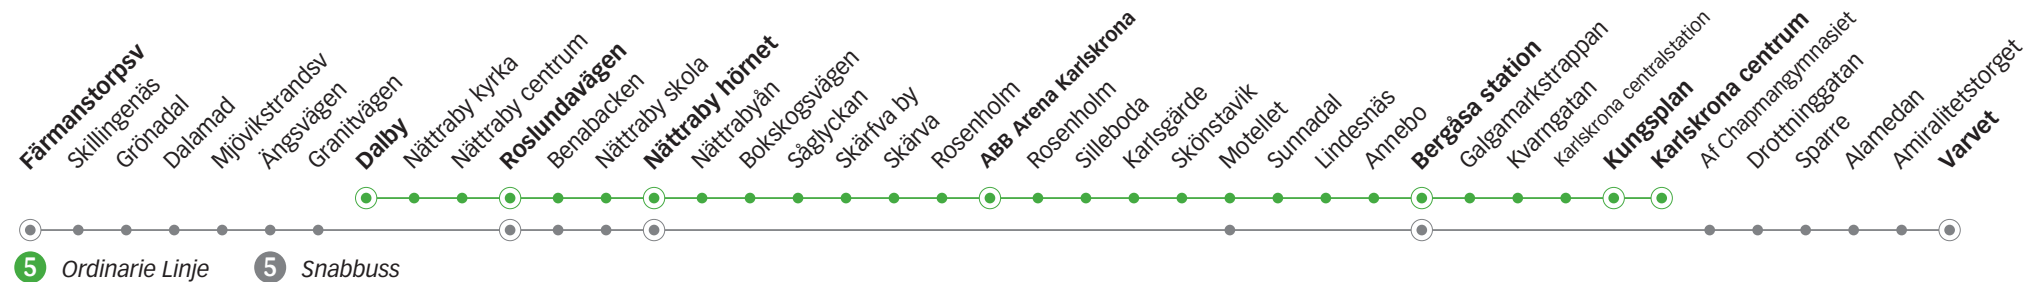 Färmanstorpsv
Skillingenäs
Grönadal
Dalamad
Mjövikstrandsv
Ängsvägen
Granitvägen
Dalby
Nättraby kyrka
Nättraby centrum
Roslundavägen
Benabacken
Nättraby skola
Nättraby hörnet
Nättrabyån
Bokskogsvägen
Såglyckan
Skärfva by
Skärva
Rosenholm
ABB Arena Karlskrona
Rosenholm
Silleboda
Karlsgärde
Skönstavik
Motellet
Sunnadal
Lindesnäs
Annebo
Bergåsa station
Galgamarkstrappan
Kvarngatan
Karlskrona centralstation
Kungsplan
Karlskrona centrum
Af Chapmangymnasiet
Drottninggatan
Sparre
Alamedan
Amiralitetstorget
Varvet
5 Ordinarie Linje
5 Snabbuss